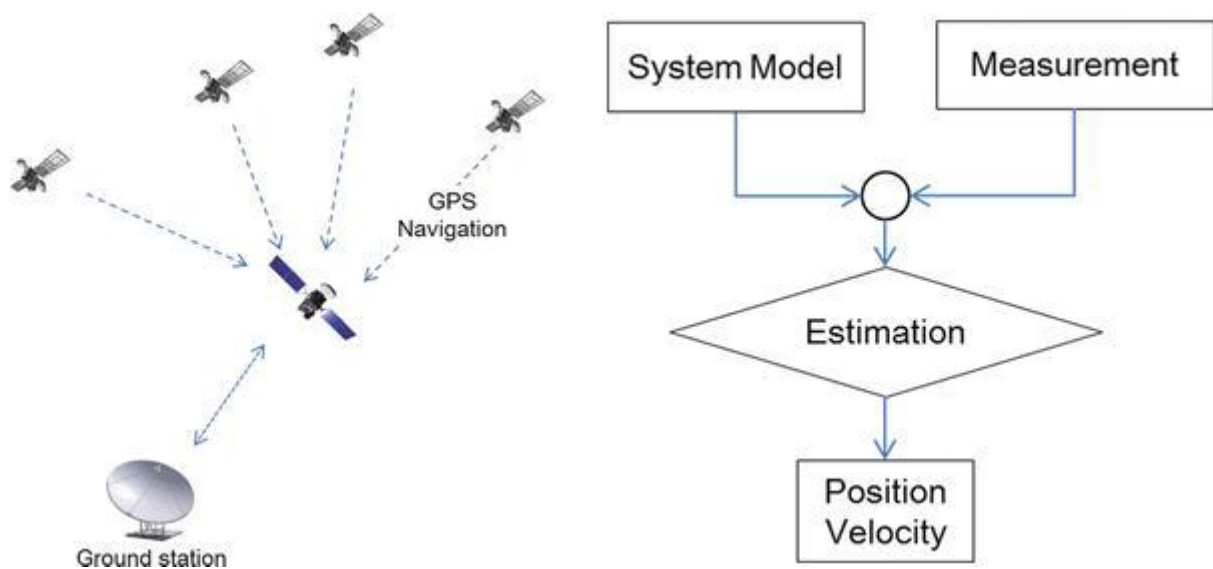 GPS
Navigation
Ground station
System Model
Measurement
Estimation
Position
Velocity